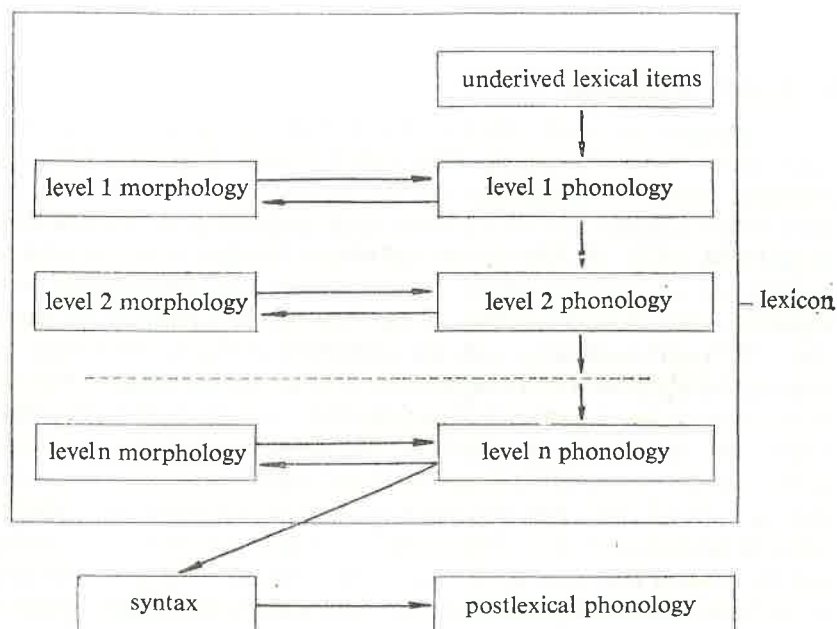 underived lexical items
level 1 morphology
level 1 phonology
level 2 morphology
level 2 phonology
lexicon
leveln morphology
level n phonology
syntax
postlexical phonology